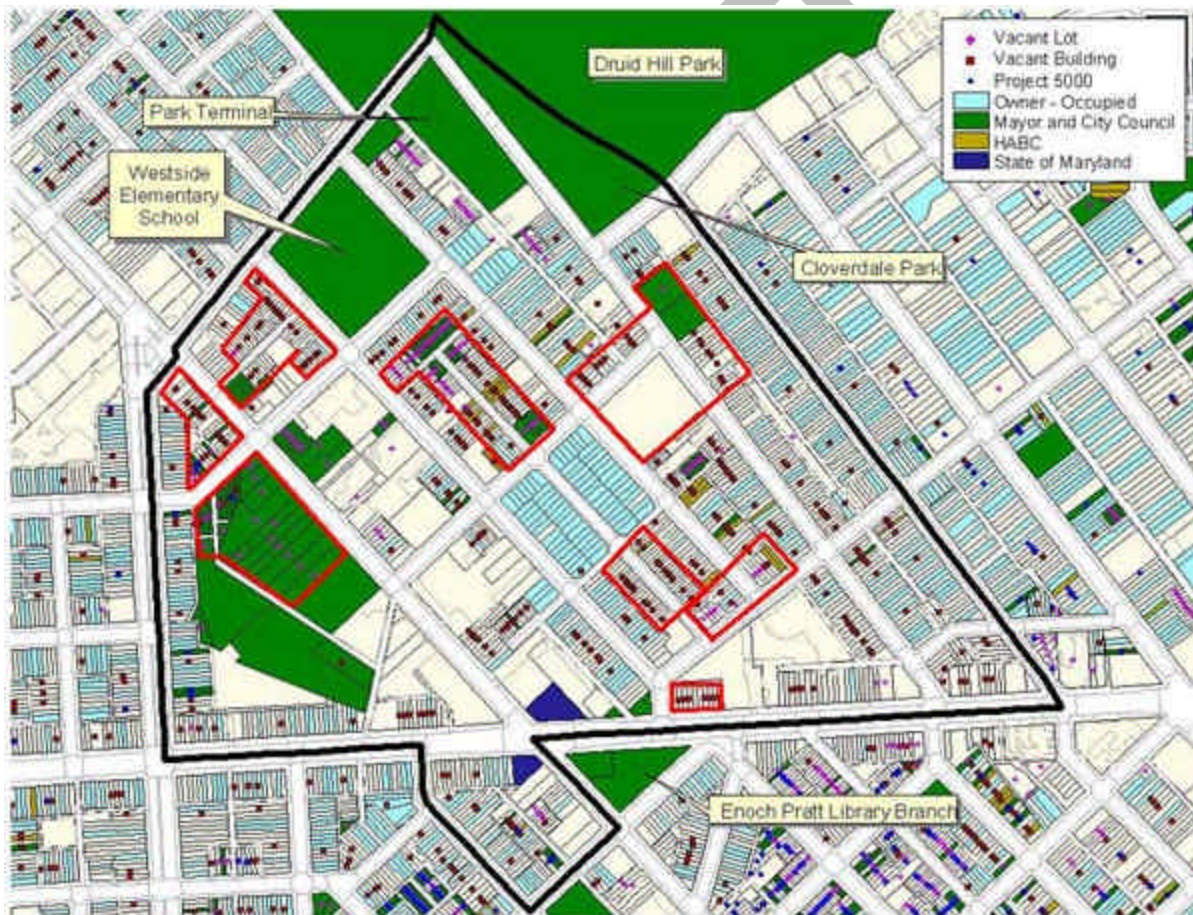 Druid Hill Park
Vacant Lot
Vacant Building
Project 5000
Owner - Occupied
Mayor and City Council
HABC
State of Maryland
Park Terminal
Westside
Elementary
School
Cloverdale Park
Enoch Pratt Library Branch